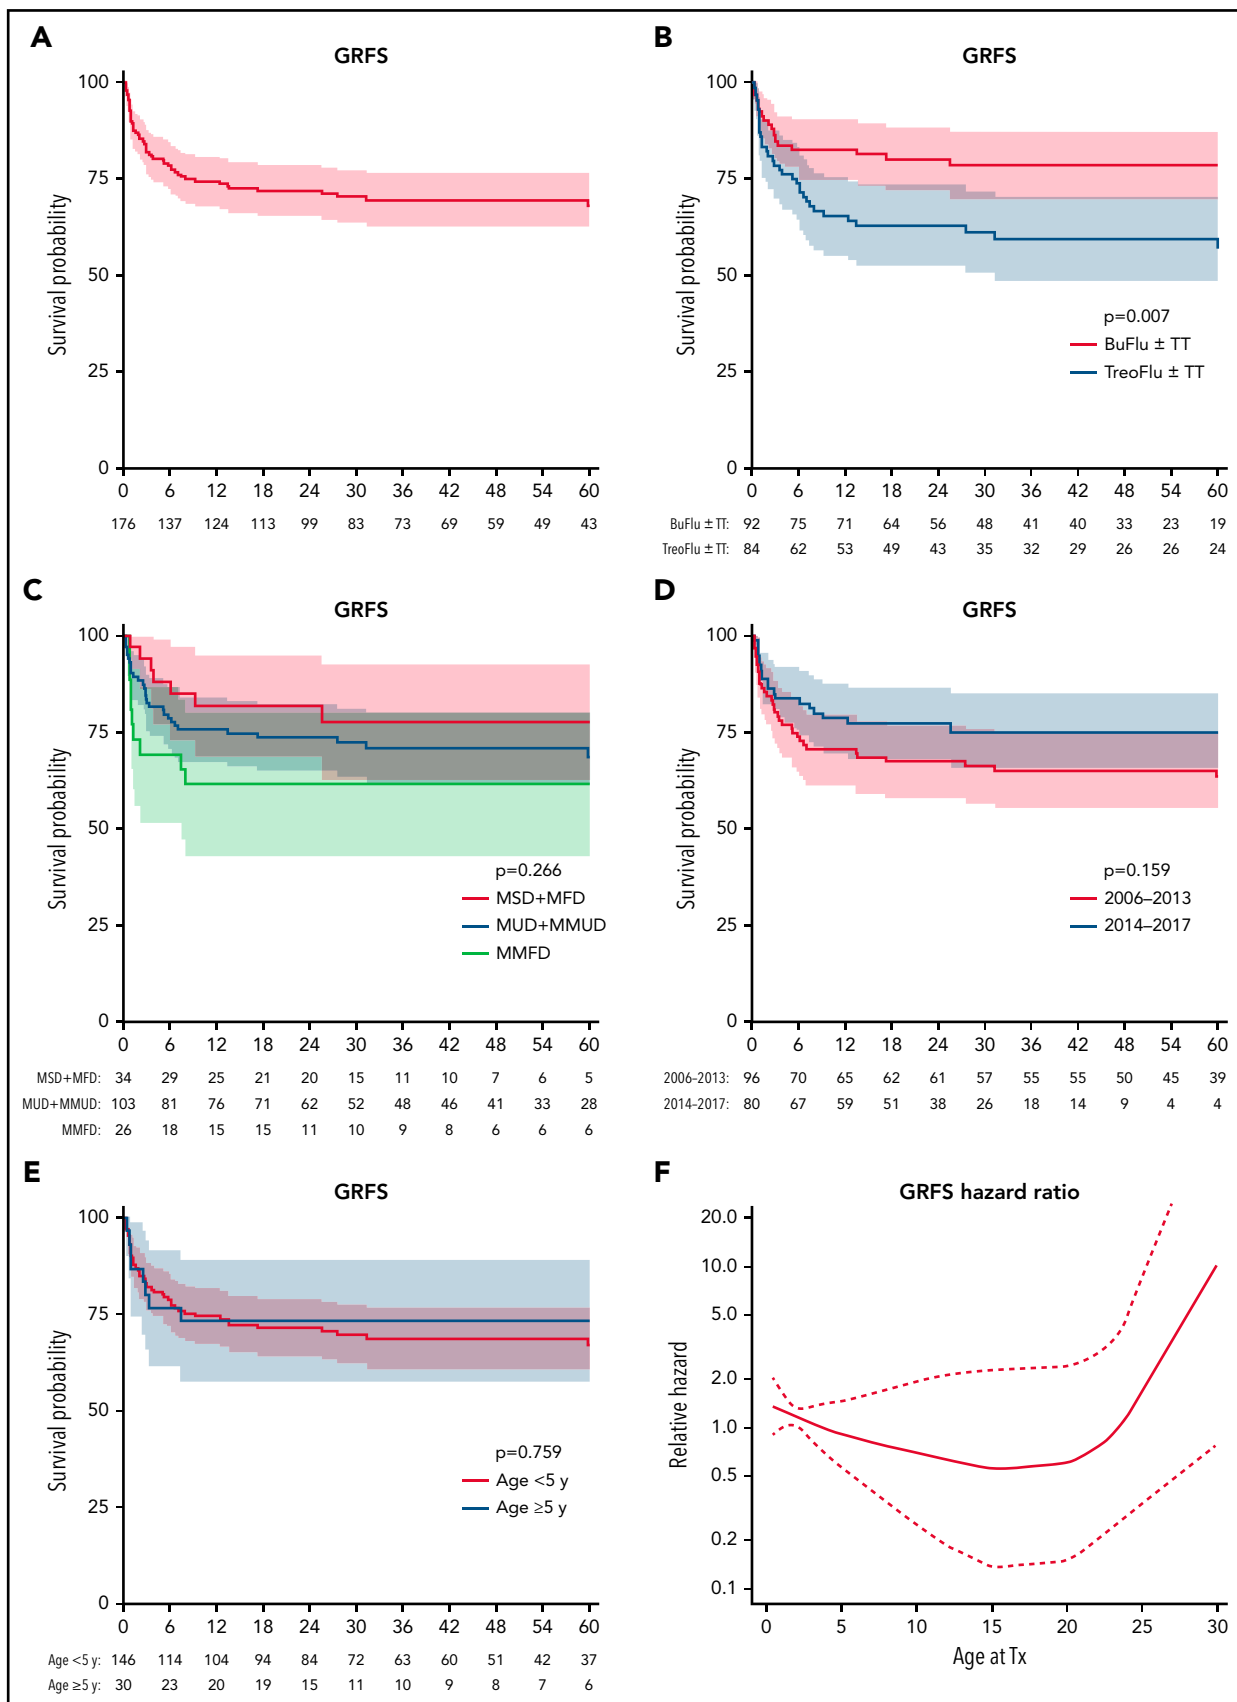 A
GRFS
100
75
50
25
0
Survival probability
0 6 12 18 24 30 36 42 48 54 60
176 137 124 113 99 83 73 69 59 49 43
B
GRFS
100
75
50
25
0
Survival probability
p=0.007
BuFlu ± TT
TreoFlu ± TT
0 6 12 18 24 30 36 42 48 54 60
BuFlu ± TT: 92 75 71 64 56 48 41 40 33 23 19
TreoFlu ± TT: 84 62 53 49 43 35 32 29 26 26 24
C
GRFS
100
75
50
25
0
Survival probability
p=0.266
MSD+MFD
MUD+MMUD
MMFD
0 6 12 18 24 30 36 42 48 54 60
MSD+MFD: 34 29 25 21 20 15 11 10 7 6 5
MUD+MMUD: 103 81 76 71 62 52 48 46 41 33 28
MMFD: 26 18 15 15 11 10 9 8 6 6 6
D
GRFS
100
75
50
25
0
Survival probability
p=0.159
2006–2013
2014–2017
0 6 12 18 24 30 36 42 48 54 60
2006–2013: 96 70 65 62 61 57 55 55 50 45 39
2014–2017: 80 67 59 51 38 26 18 14 9 4 4
E
GRFS
100
75
50
25
0
Survival probability
p=0.759
Age <5 y
Age ≥5 y
0 6 12 18 24 30 36 42 48 54 60
Age <5 y: 146 114 104 94 84 72 63 60 51 42 37
Age ≥5 y: 30 23 20 19 15 11 10 9 8 7 6
F
GRFS hazard ratio
20.0
10.0
5.0
2.0
1.0
0.5
0.2
0.1
Relative hazard
0 5 10 15 20 25 30
Age at Tx